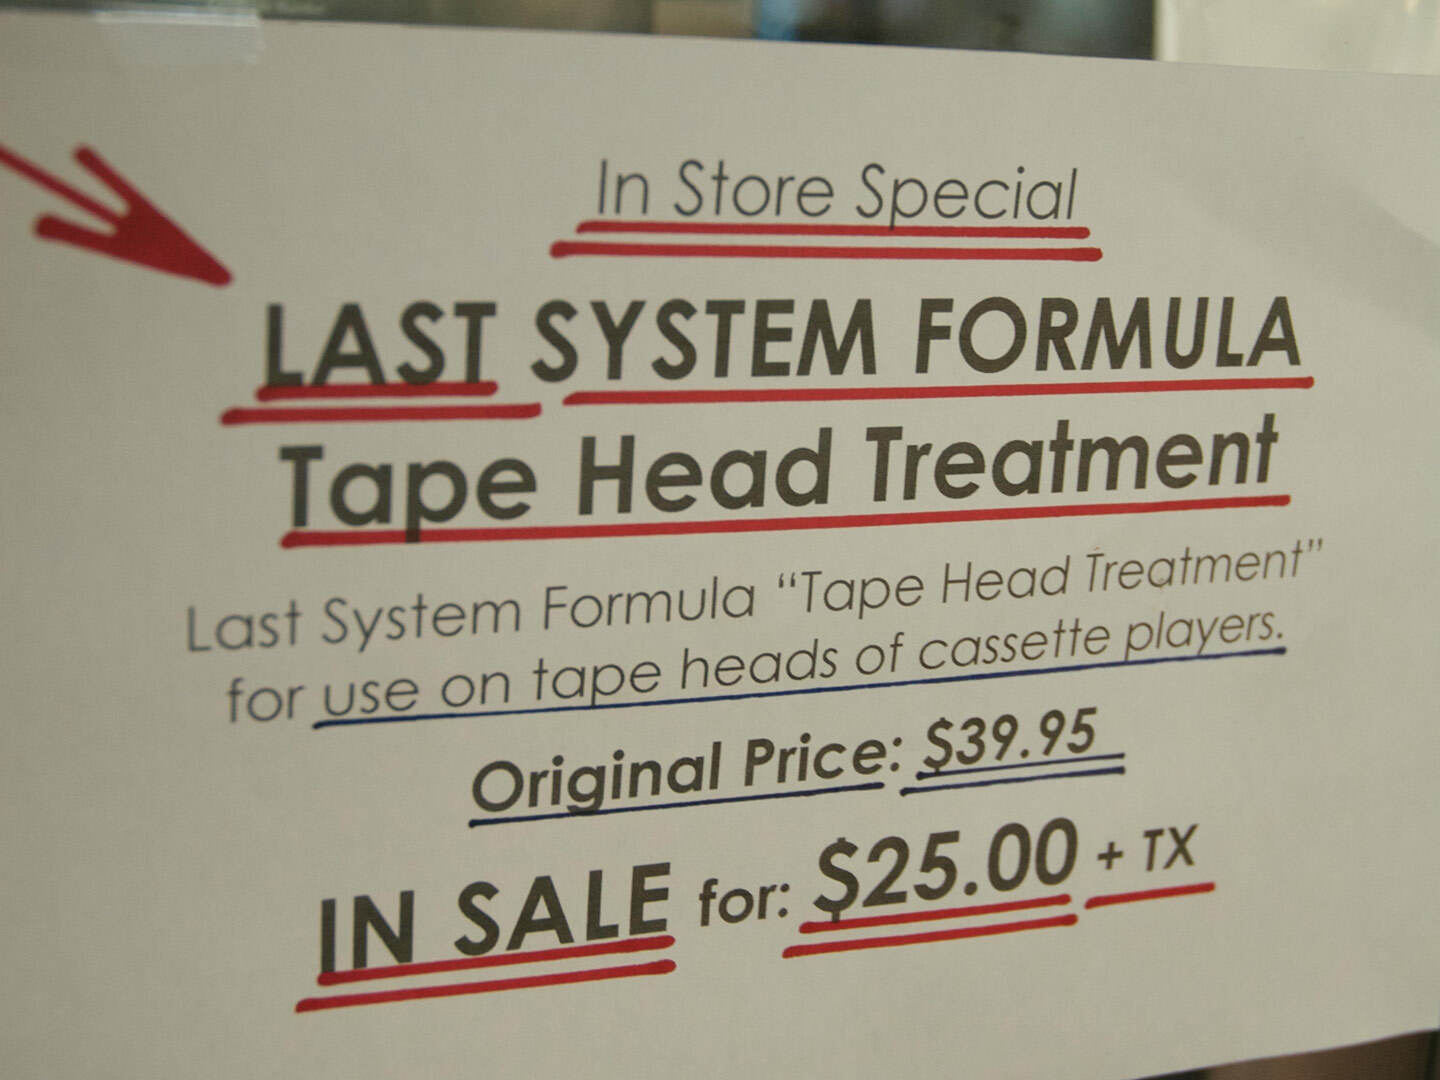 In Store Special
LAST SYSTEM FORMULA
Tape Head Treatment
Last System Formula “Tape Head Treatment”
for use on tape heads of cassette players.
Original Price: $39.95
IN SALE for: $25.00 + TX